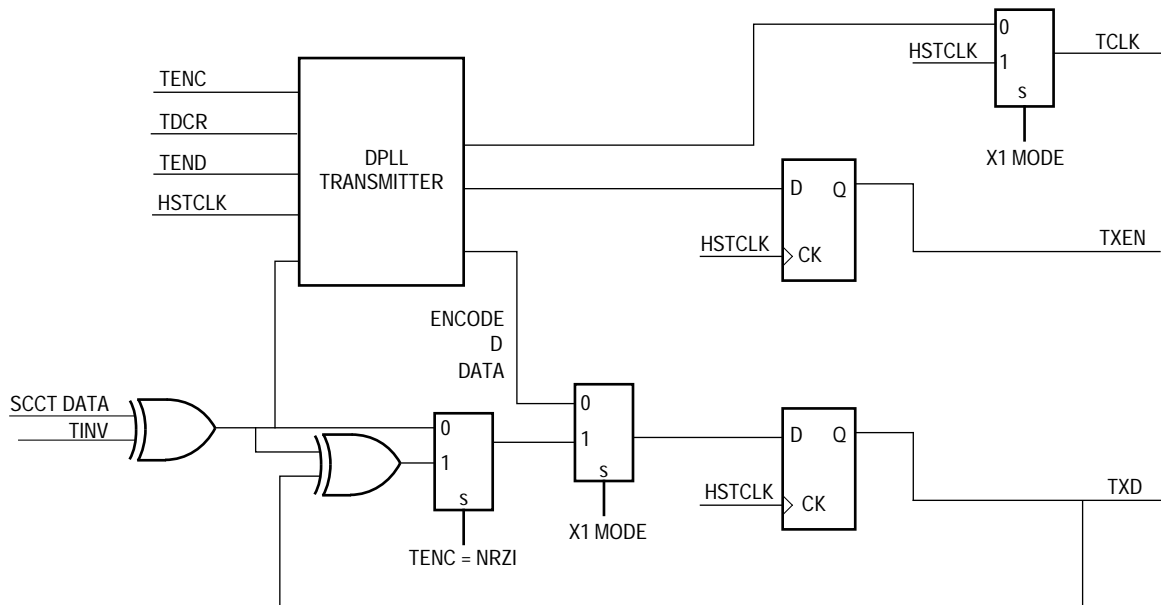 0
HSTCLK
1
TCLK
s
X1 MODE
TENC
TDCR
TEND
HSTCLK
DPLL
TRANSMITTER
D
Q
HSTCLK
CK
TXEN
ENCODE
D
DATA
SCCT DATA
TINV
0
1
s
TENC = NRZI
0
1
s
X1 MODE
D
Q
HSTCLK
CK
TXD